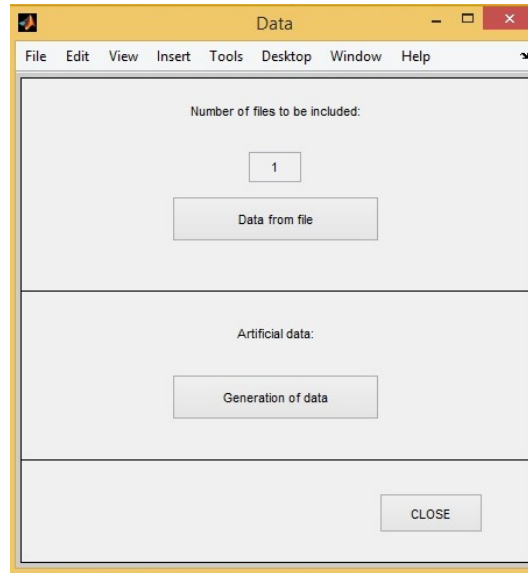 Data
File Edit View Insert Tools Desktop Window Help
Number of files to be included:
1
Data from file
Artificial data:
Generation of data
CLOSE